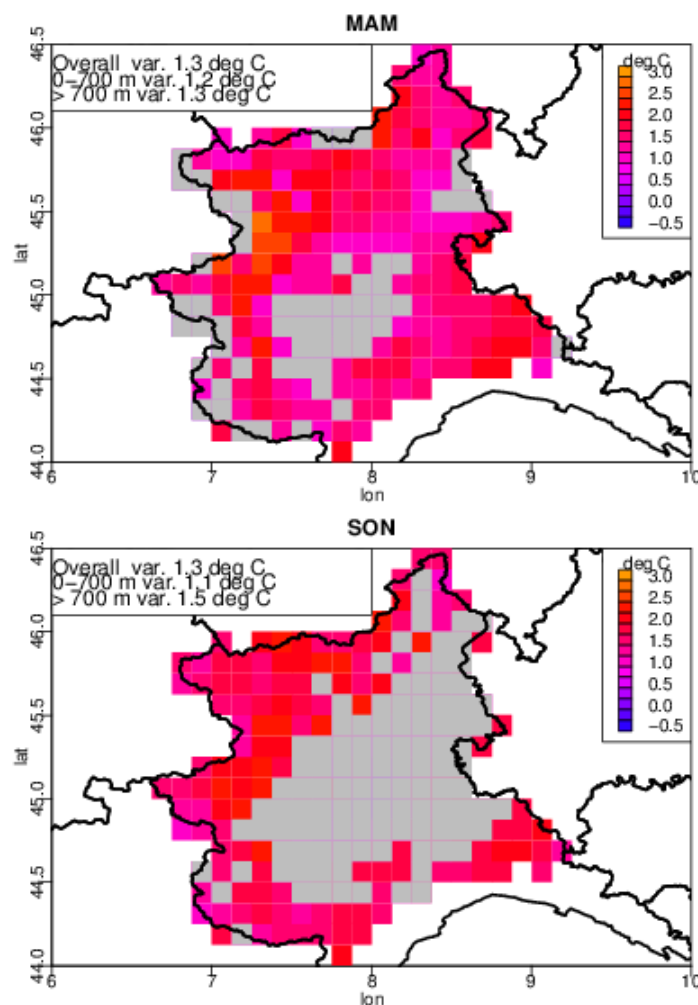 MAM
Overall var. 1.3 deg C
0−700 m var. 1.2 deg C
> 700 m var. 1.3 deg C
deg C
3.0
2.5
2.0
1.5
1.0
0.5
0.0
−0.5
46.5
46.0
45.5
45.0
44.5
44.0
lat
6 7 8 9 10
lon
SON
Overall var. 1.3 deg C
0−700 m var. 1.1 deg C
> 700 m var. 1.5 deg C
deg C
3.0
2.5
2.0
1.5
1.0
0.5
0.0
−0.5
46.5
46.0
45.5
45.0
44.5
44.0
lat
6 7 8 9 10
lon